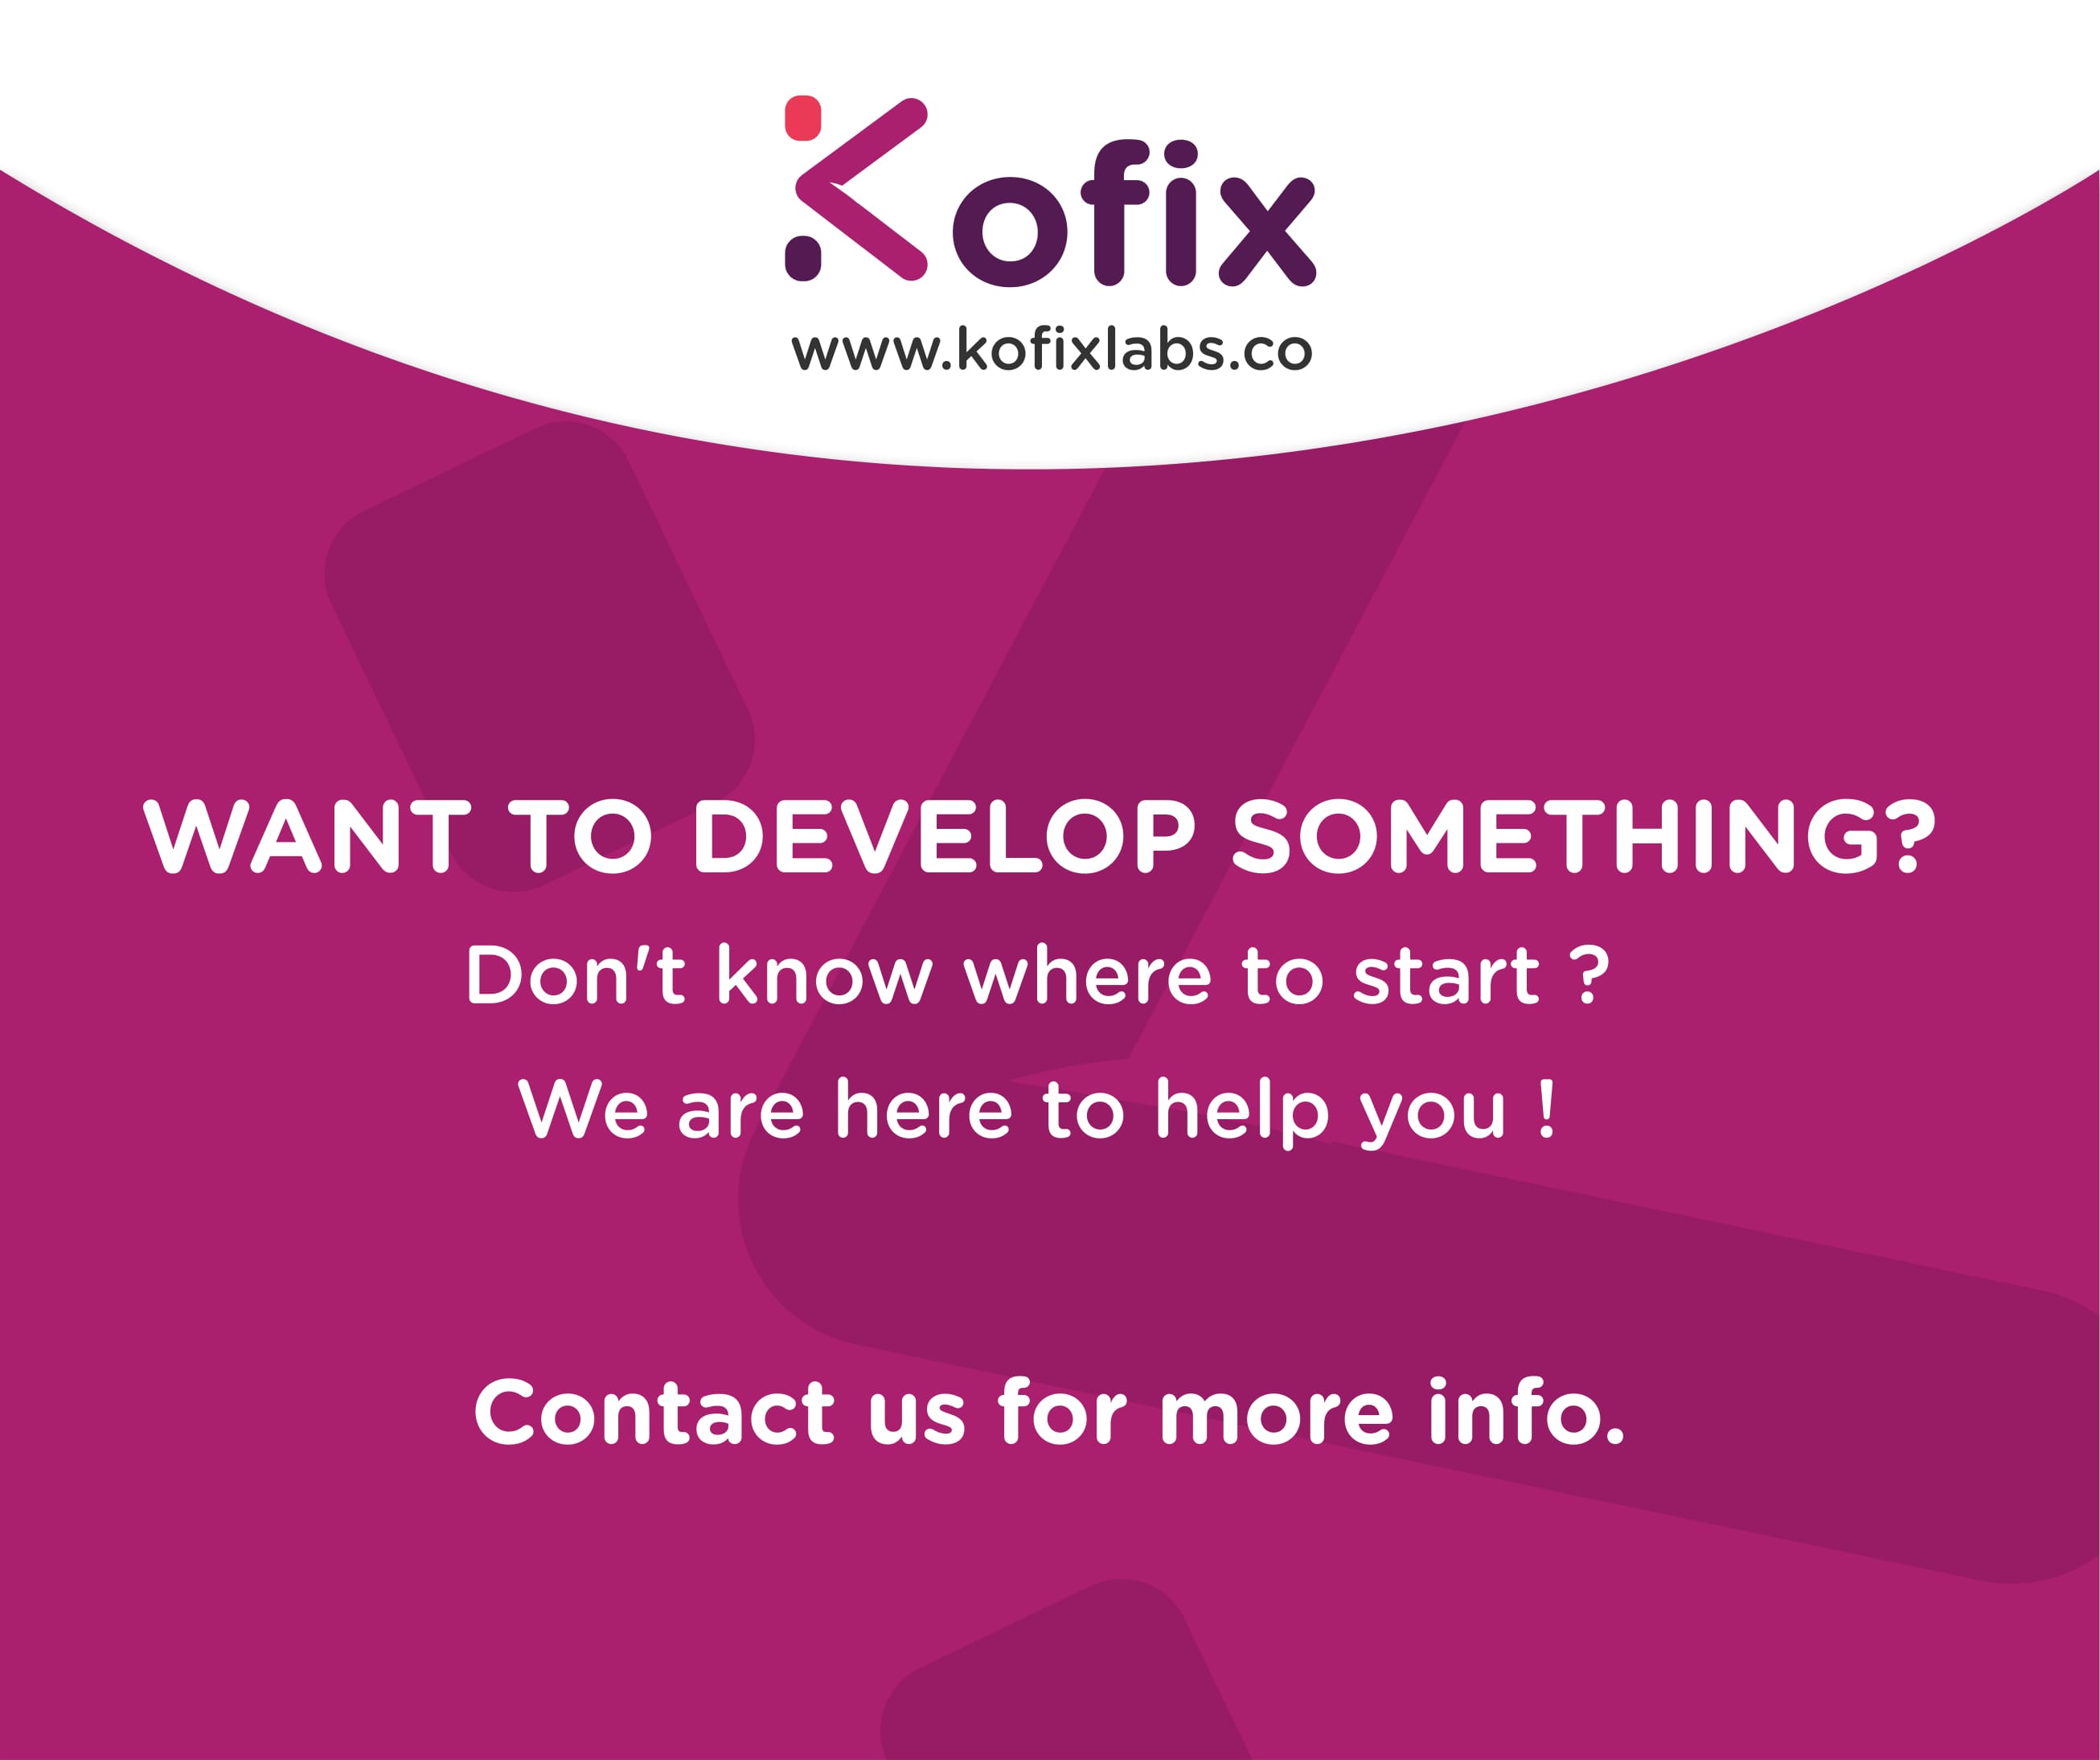 Kofix
www.kofixlabs.co
WANT TO DEVELOP SOMETHING?
Don't know where to start ?
We are here to help you !
Contact us for more info.